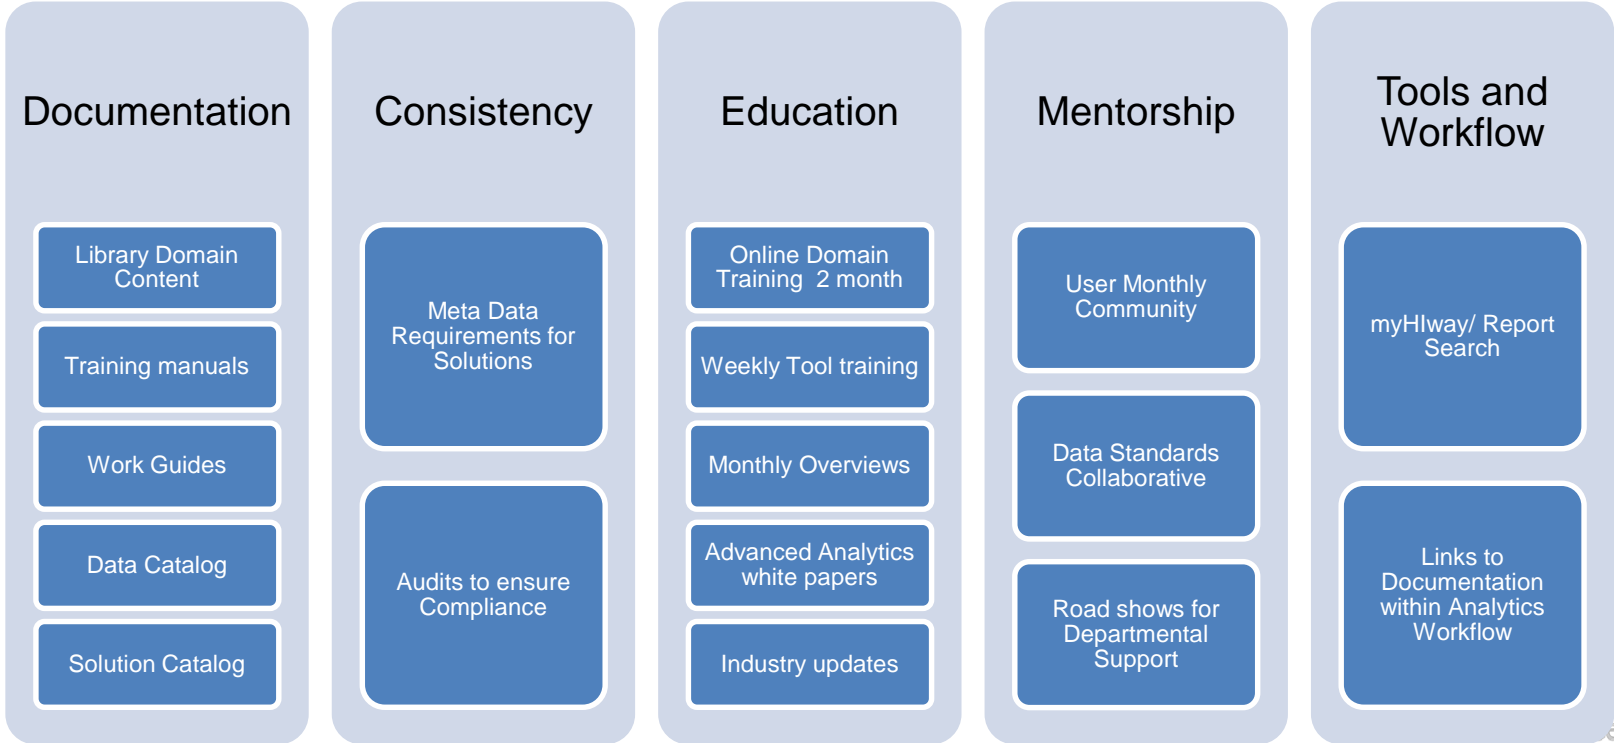 Documentation
Library Domain
Content
Training manuals
Work Guides
Data Catalog
Solution Catalog
Consistency
Meta Data
Requirements for
Solutions
Audits to ensure
Compliance
Education
Online Domain
Training  2 month
Weekly Tool training
Monthly Overviews
Advanced Analytics
white papers
Industry updates
Mentorship
User Monthly
Community
Data Standards
Collaborative
Road shows for
Departmental
Support
Tools and
Workflow
myHIway/ Report
Search
Links to
Documentation
within Analytics
Workflow